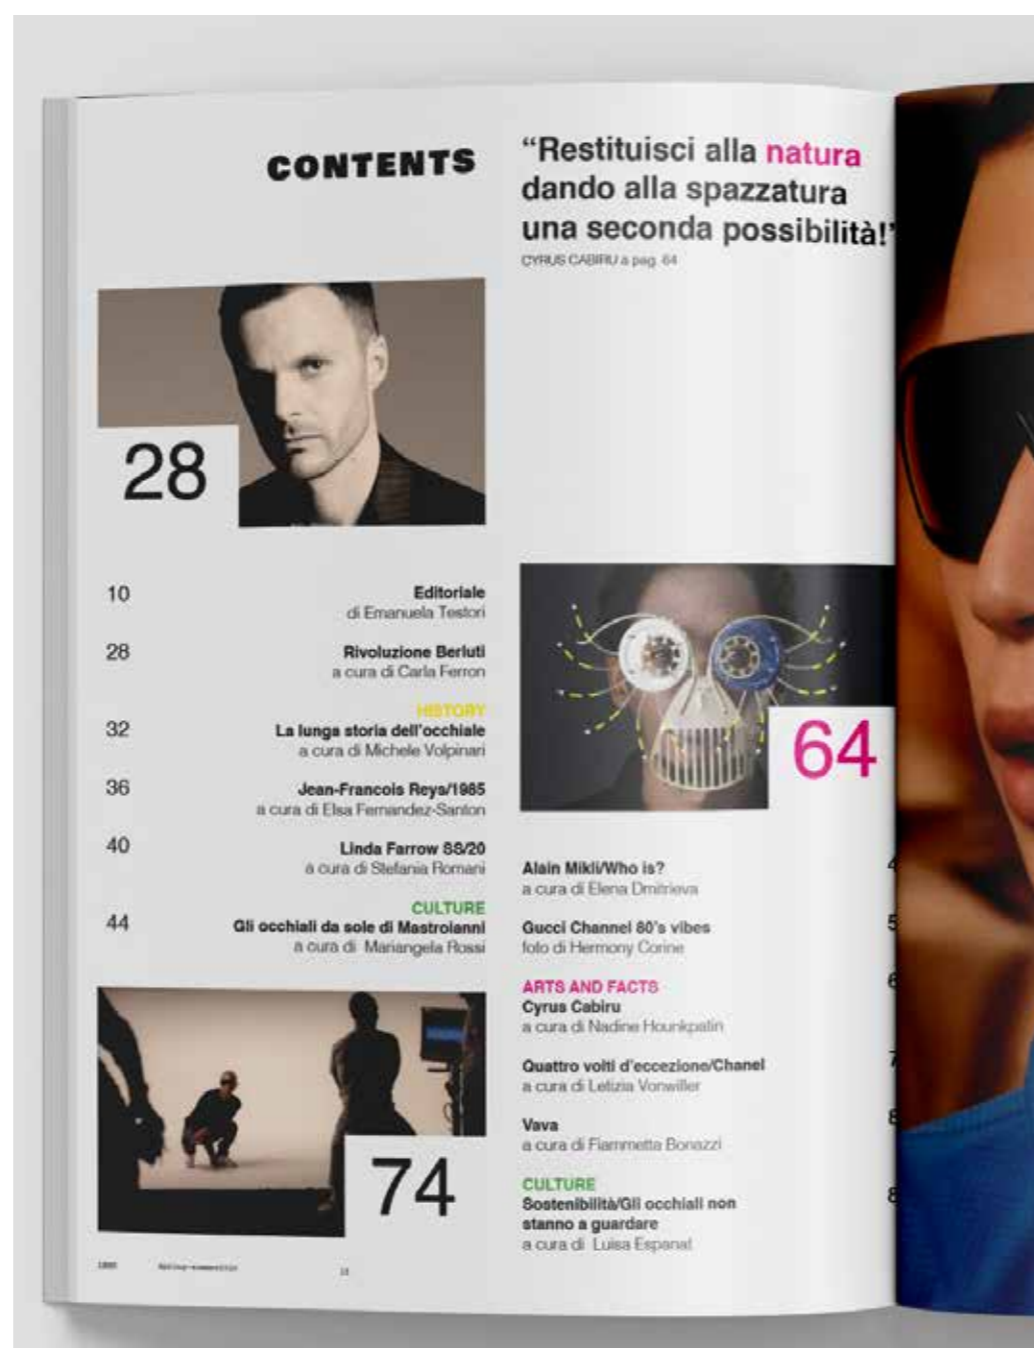 CONTENTS
“Restituisci alla natura
dando alla spazzatura
una seconda possibilità!”
CYRUS CABIRU a pag. 64
28
10 Editoriale
di Emanuela Testori
28 Rivoluzione Berluti
a cura di Carla Ferron
HISTORY
32 La lunga storia dell'occhiale
a cura di Michele Volpinari
36 Jean-Francois Reys/1985
a cura di Elsa Fernandez-Santon
40 Linda Farrow SS/20
a cura di Stefania Romani
CULTURE
44 Gli occhiali da sole di Mastroianni
a cura di Mariangela Rossi
74
64
Alain Mikli/Who is?
a cura di Elena Dmitrieva
Gucci Channel 80's vibes
foto di Hermony Corine
ARTS AND FACTS
Cyrus Cabiru
a cura di Nadine Hounkpatin
Quattro volti d'eccezione/Chanel
a cura di Letizia Vonwiller
Vava
a cura di Fiammetta Bonazzi
CULTURE
Sostenibilità/Gli occhiali non
stanno a guardare
a cura di Luisa Espanat